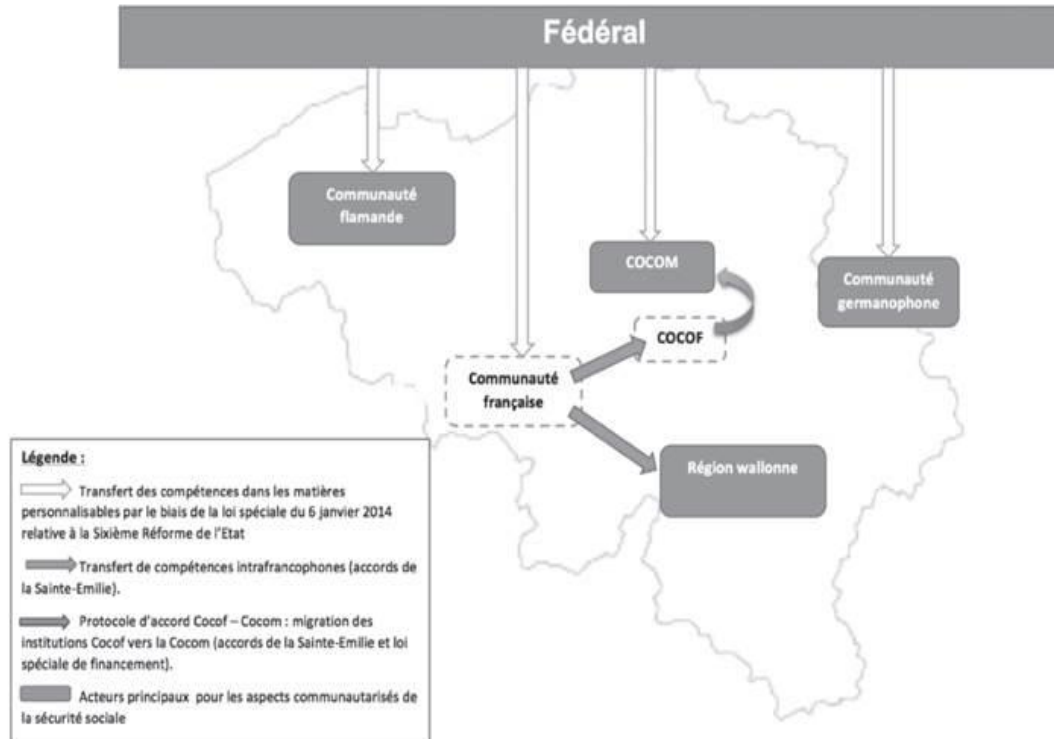 Fédéral
Communauté
flamande
COCOM
Communauté
germanophone
COCOF
Communauté
française
Région wallonne
Légende :
Transfert des compétences dans les matières
personnalisables par le biais de la loi spéciale du 6 janvier 2014
relative à la Sixième Réforme de l'Etat
Transfert de compétences intrafrancophones (accords de
la Sainte-Emilie).
Protocole d'accord Cocof – Cocom : migration des
institutions Cocof vers la Cocom (accords de la Sainte-Emilie et loi
spéciale de financement).
Acteurs principaux pour les aspects communautarisés de
la sécurité sociale